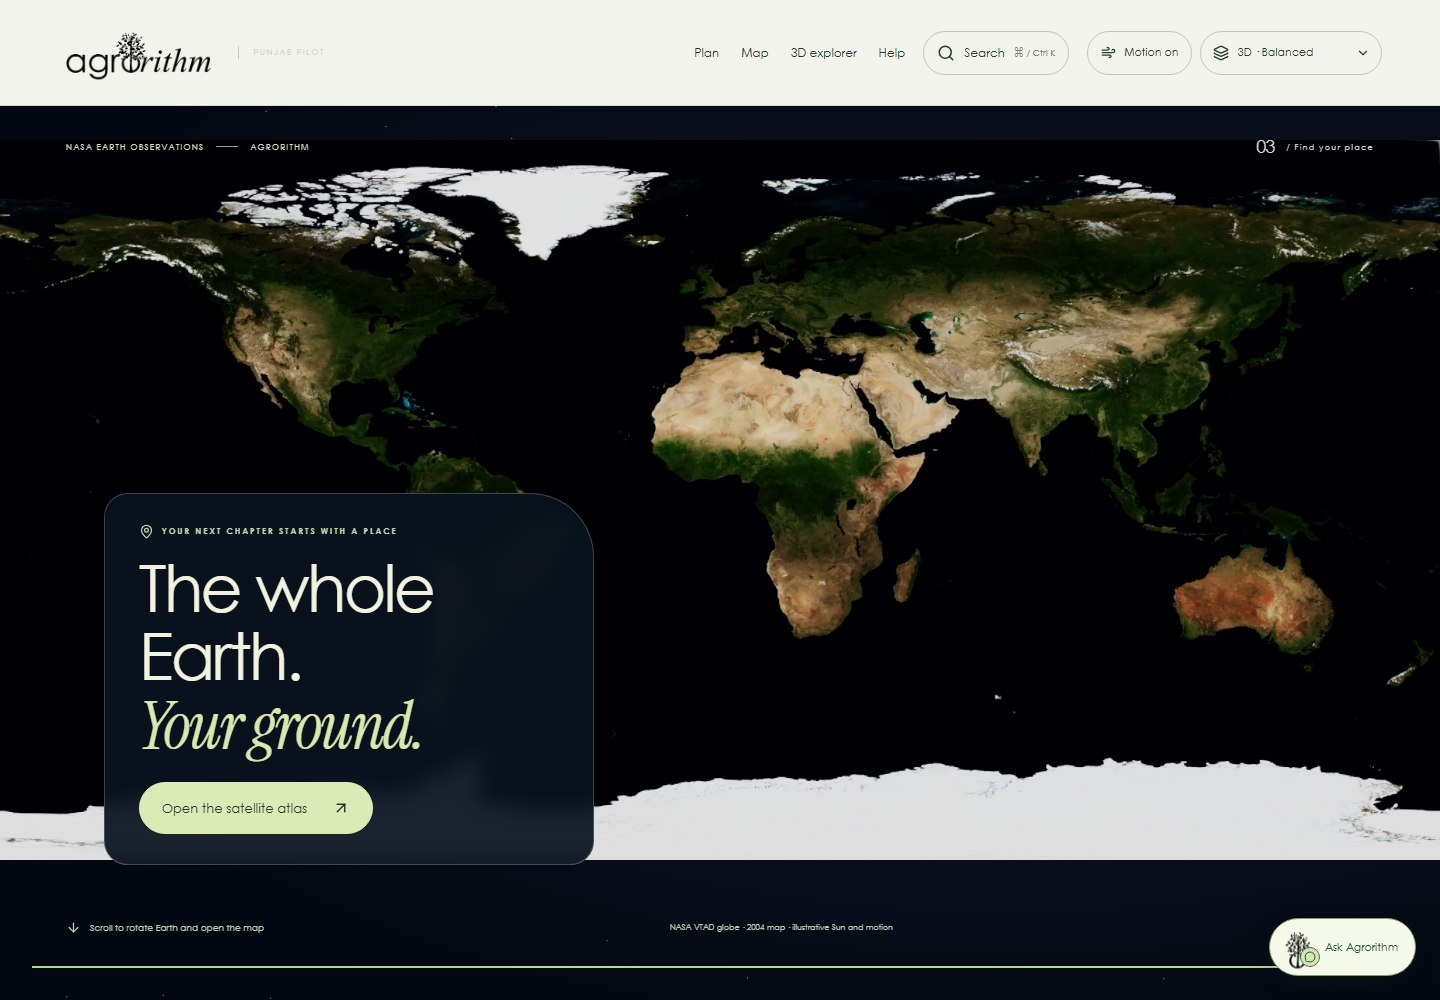 agrorithm
PUNJAB PILOT
Plan
Map
3D explorer
Help
Search ⌘ / Ctrl K
Motion on
3D · Balanced
NASA EARTH OBSERVATIONS — AGRORITHM
03 / Find your place
YOUR NEXT CHAPTER STARTS WITH A PLACE
The whole
Earth.
Your ground.
Open the satellite atlas
Scroll to rotate Earth and open the map
NASA VTAD globe · 2004 map · illustrative Sun and motion
Ask Agrorithm